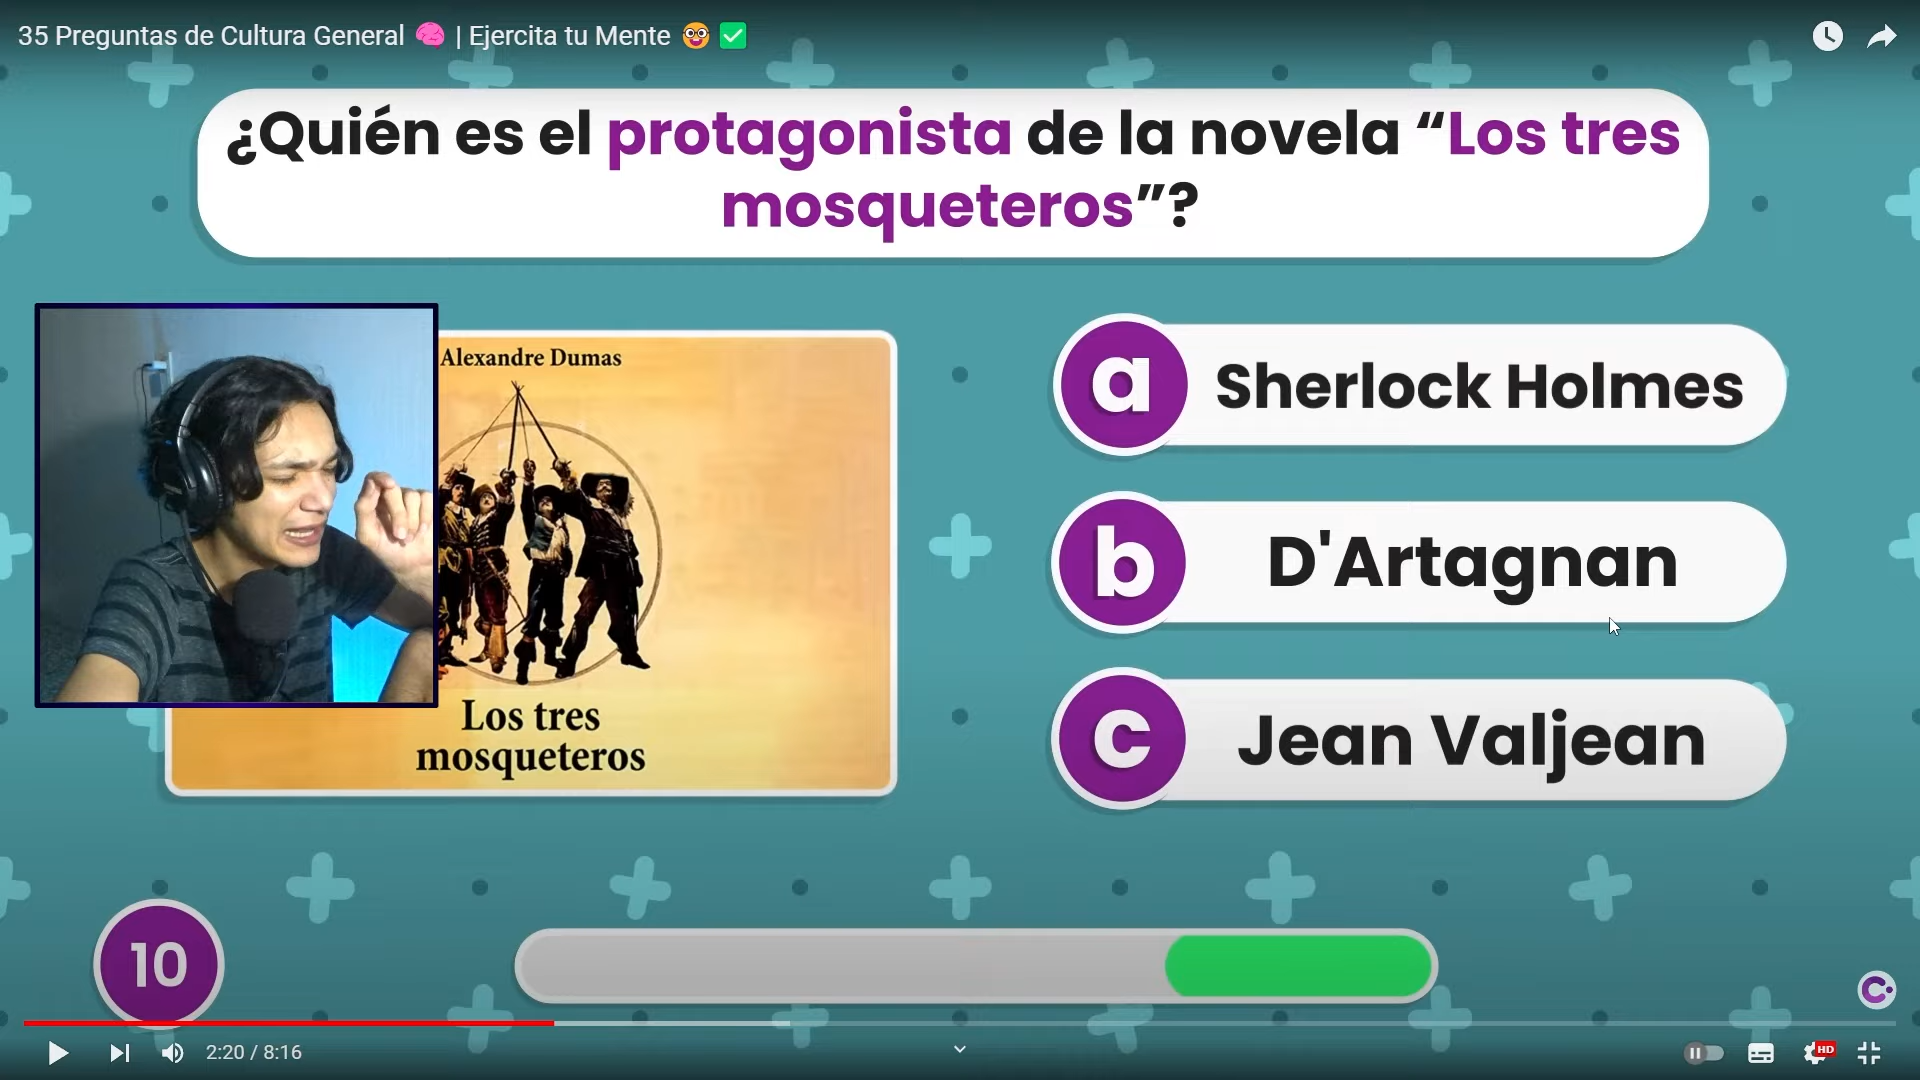 35 Preguntas de Cultura General 🧠 | Ejercita tu Mente 🤓 ✅
¿Quién es el protagonista de la novela “Los tres
mosqueteros”?
Alexandre Dumas
Los tres
mosqueteros
a Sherlock Holmes
b D'Artagnan
c Jean Valjean
10
2:20 / 8:16
HD